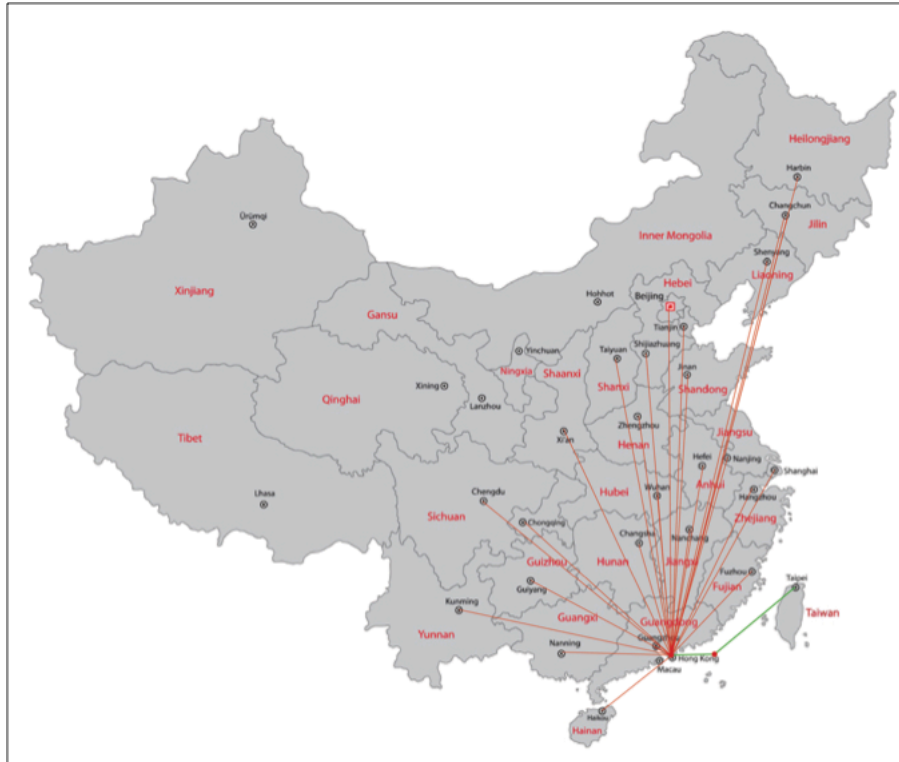 Heilongjiang
Harbin
Changchun
Jilin
Ürümqi
Inner Mongolia
Shenyang
Liaoning
Xinjiang
Hebei
Hohhot
Beijing
Gansu
Tianjin
Yinchuan
Taiyuan
Shijiazhuang
Ningxia
Shaanxi
Jinan
Shanxi
Shandong
Xining
Qinghai
Lanzhou
Zhengzhou
Jiangsu
Tibet
Xi'an
Henan
Hefei
Nanjing
Shanghai
Anhui
Lhasa
Chengdu
Hubei
Wuhan
Hangzhou
Sichuan
Chongqing
Zhejiang
Changsha
Nanchang
Guizhou
Hunan
Jiangxi
Fuzhou
Taipei
Guiyang
Fujian
Kunming
Guangxi
Guangdong
Taiwan
Yunnan
Nanning
Guangzhou
Hong Kong
Macau
Haikou
Hainan